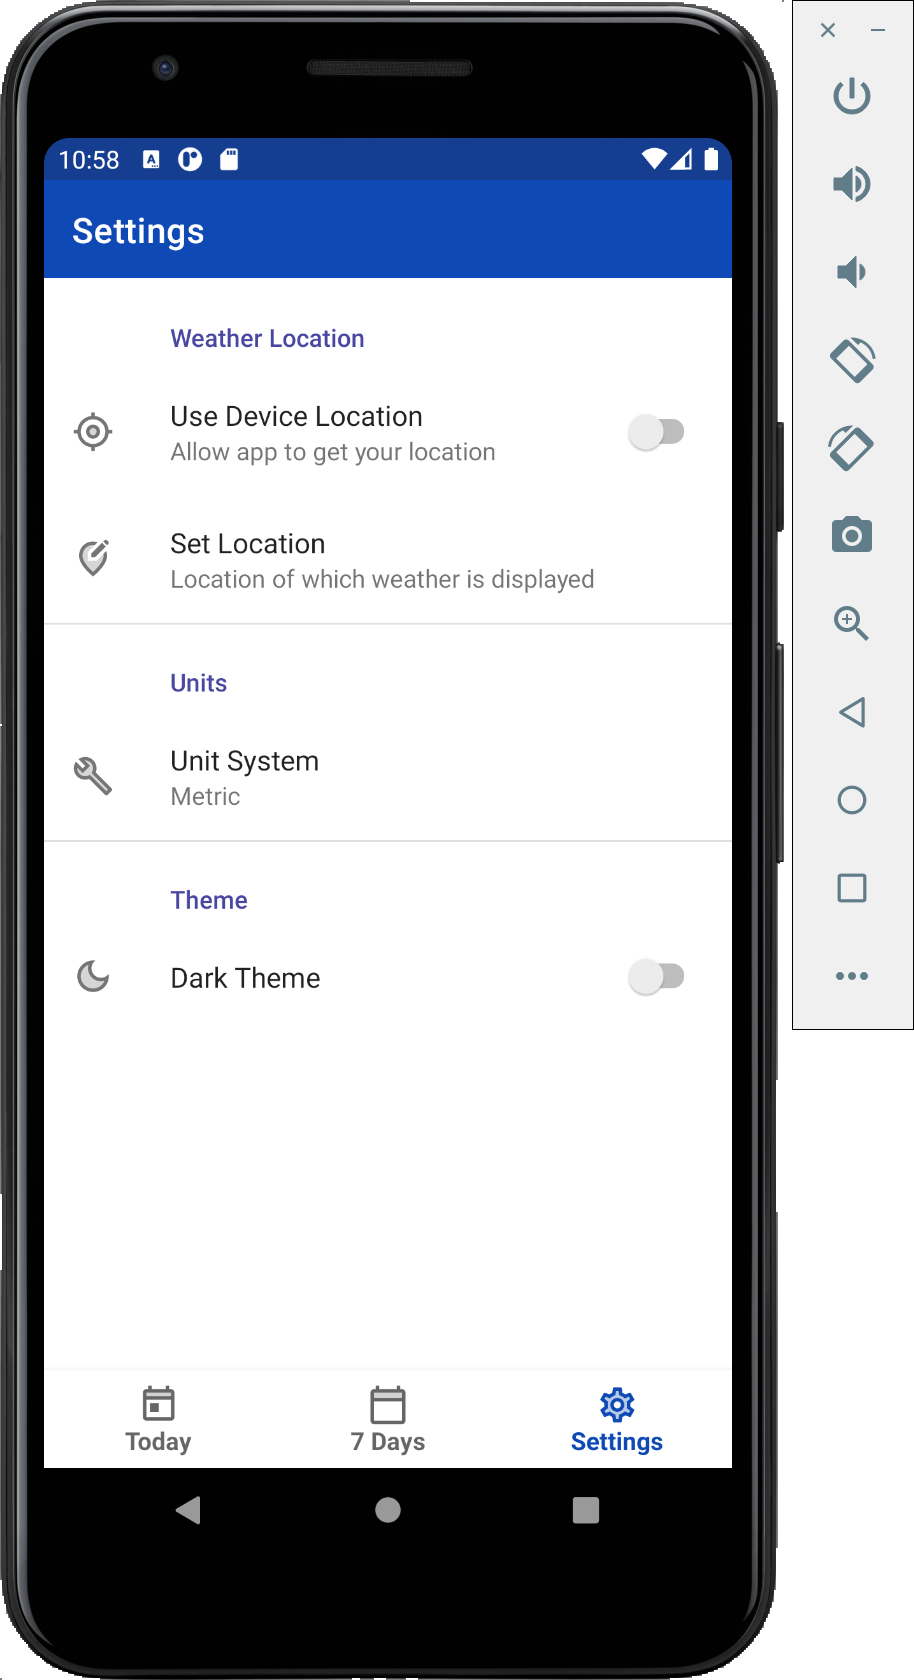 10:58
Settings
Weather Location
Use Device Location
Allow app to get your location
Set Location
Location of which weather is displayed
Units
Unit System
Metric
Theme
Dark Theme
Today
7 Days
Settings